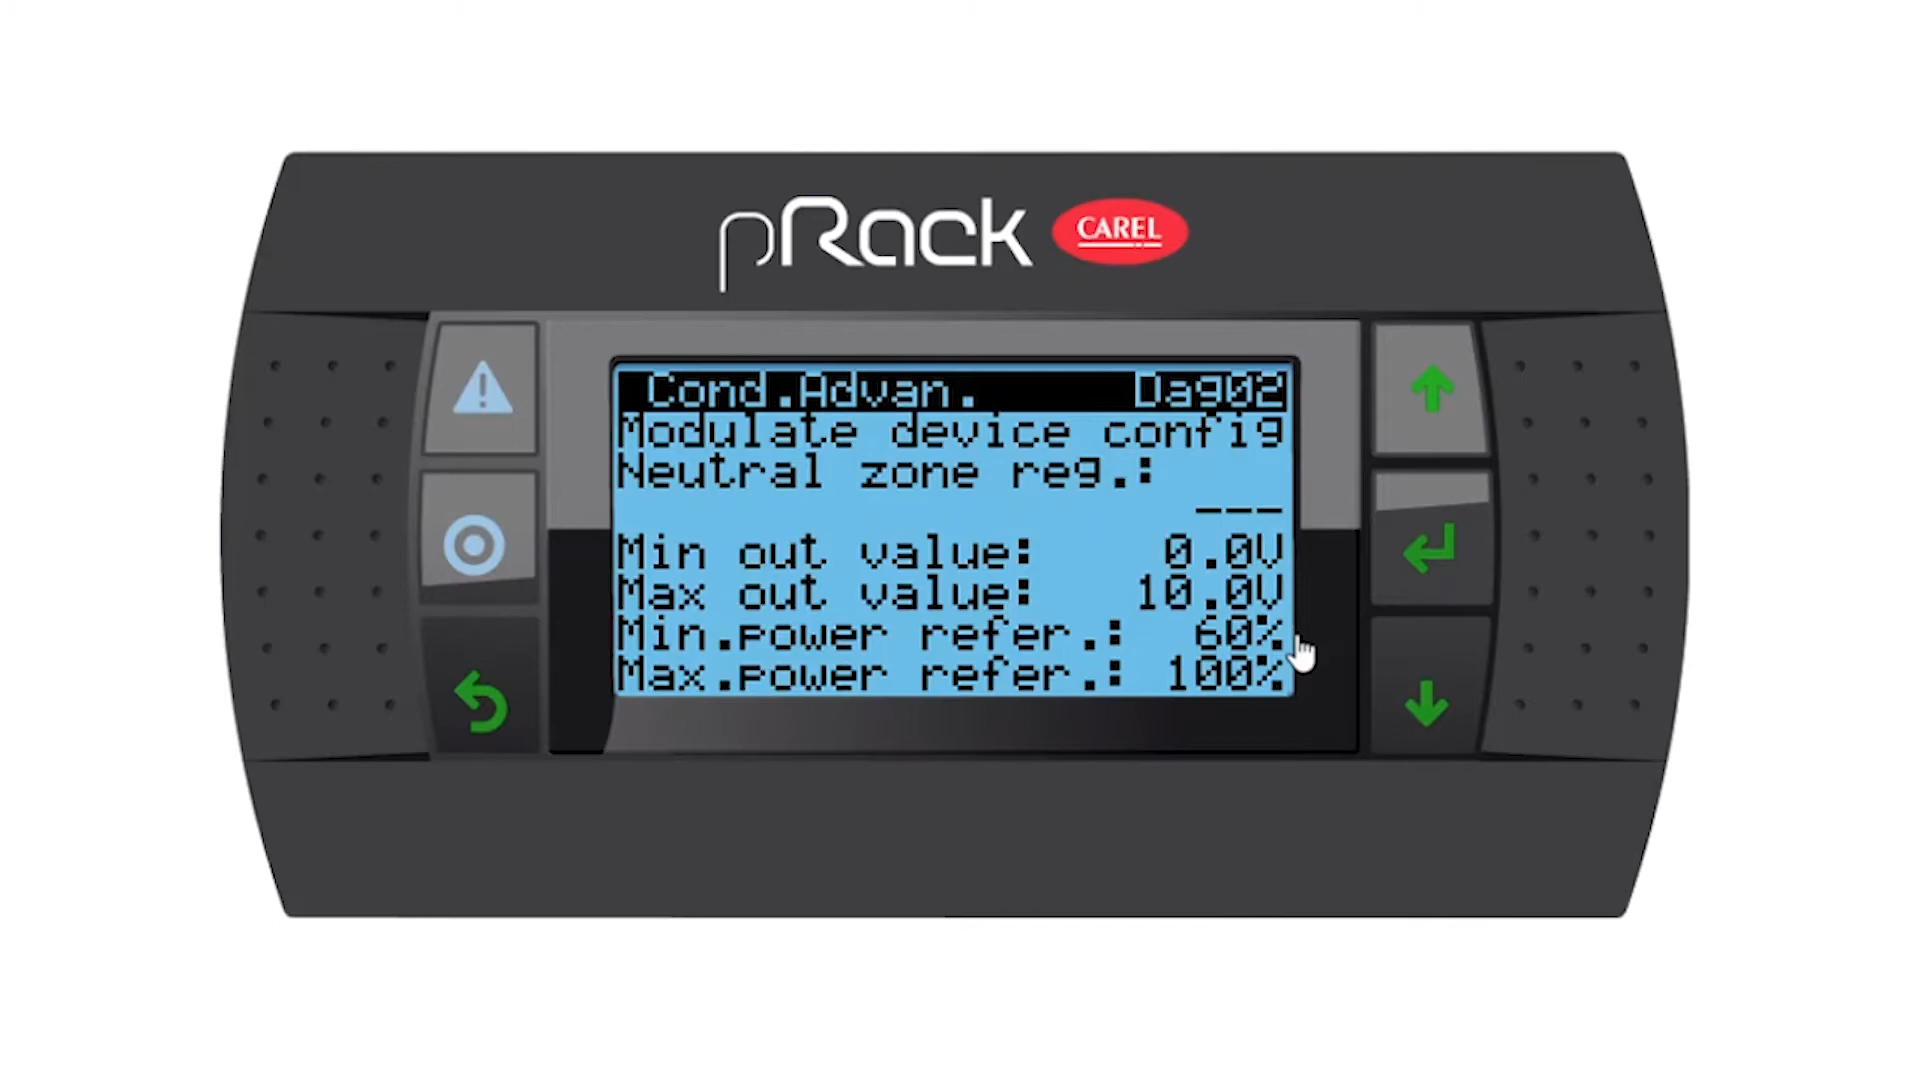 pRack CAREL
Cond.Advan. Dag02
Modulate device config
Neutral zone reg.:
---
Min out value: 0.0V
Max out value: 10.0V
Min.power refer.: 60%
Max.power refer.: 100%